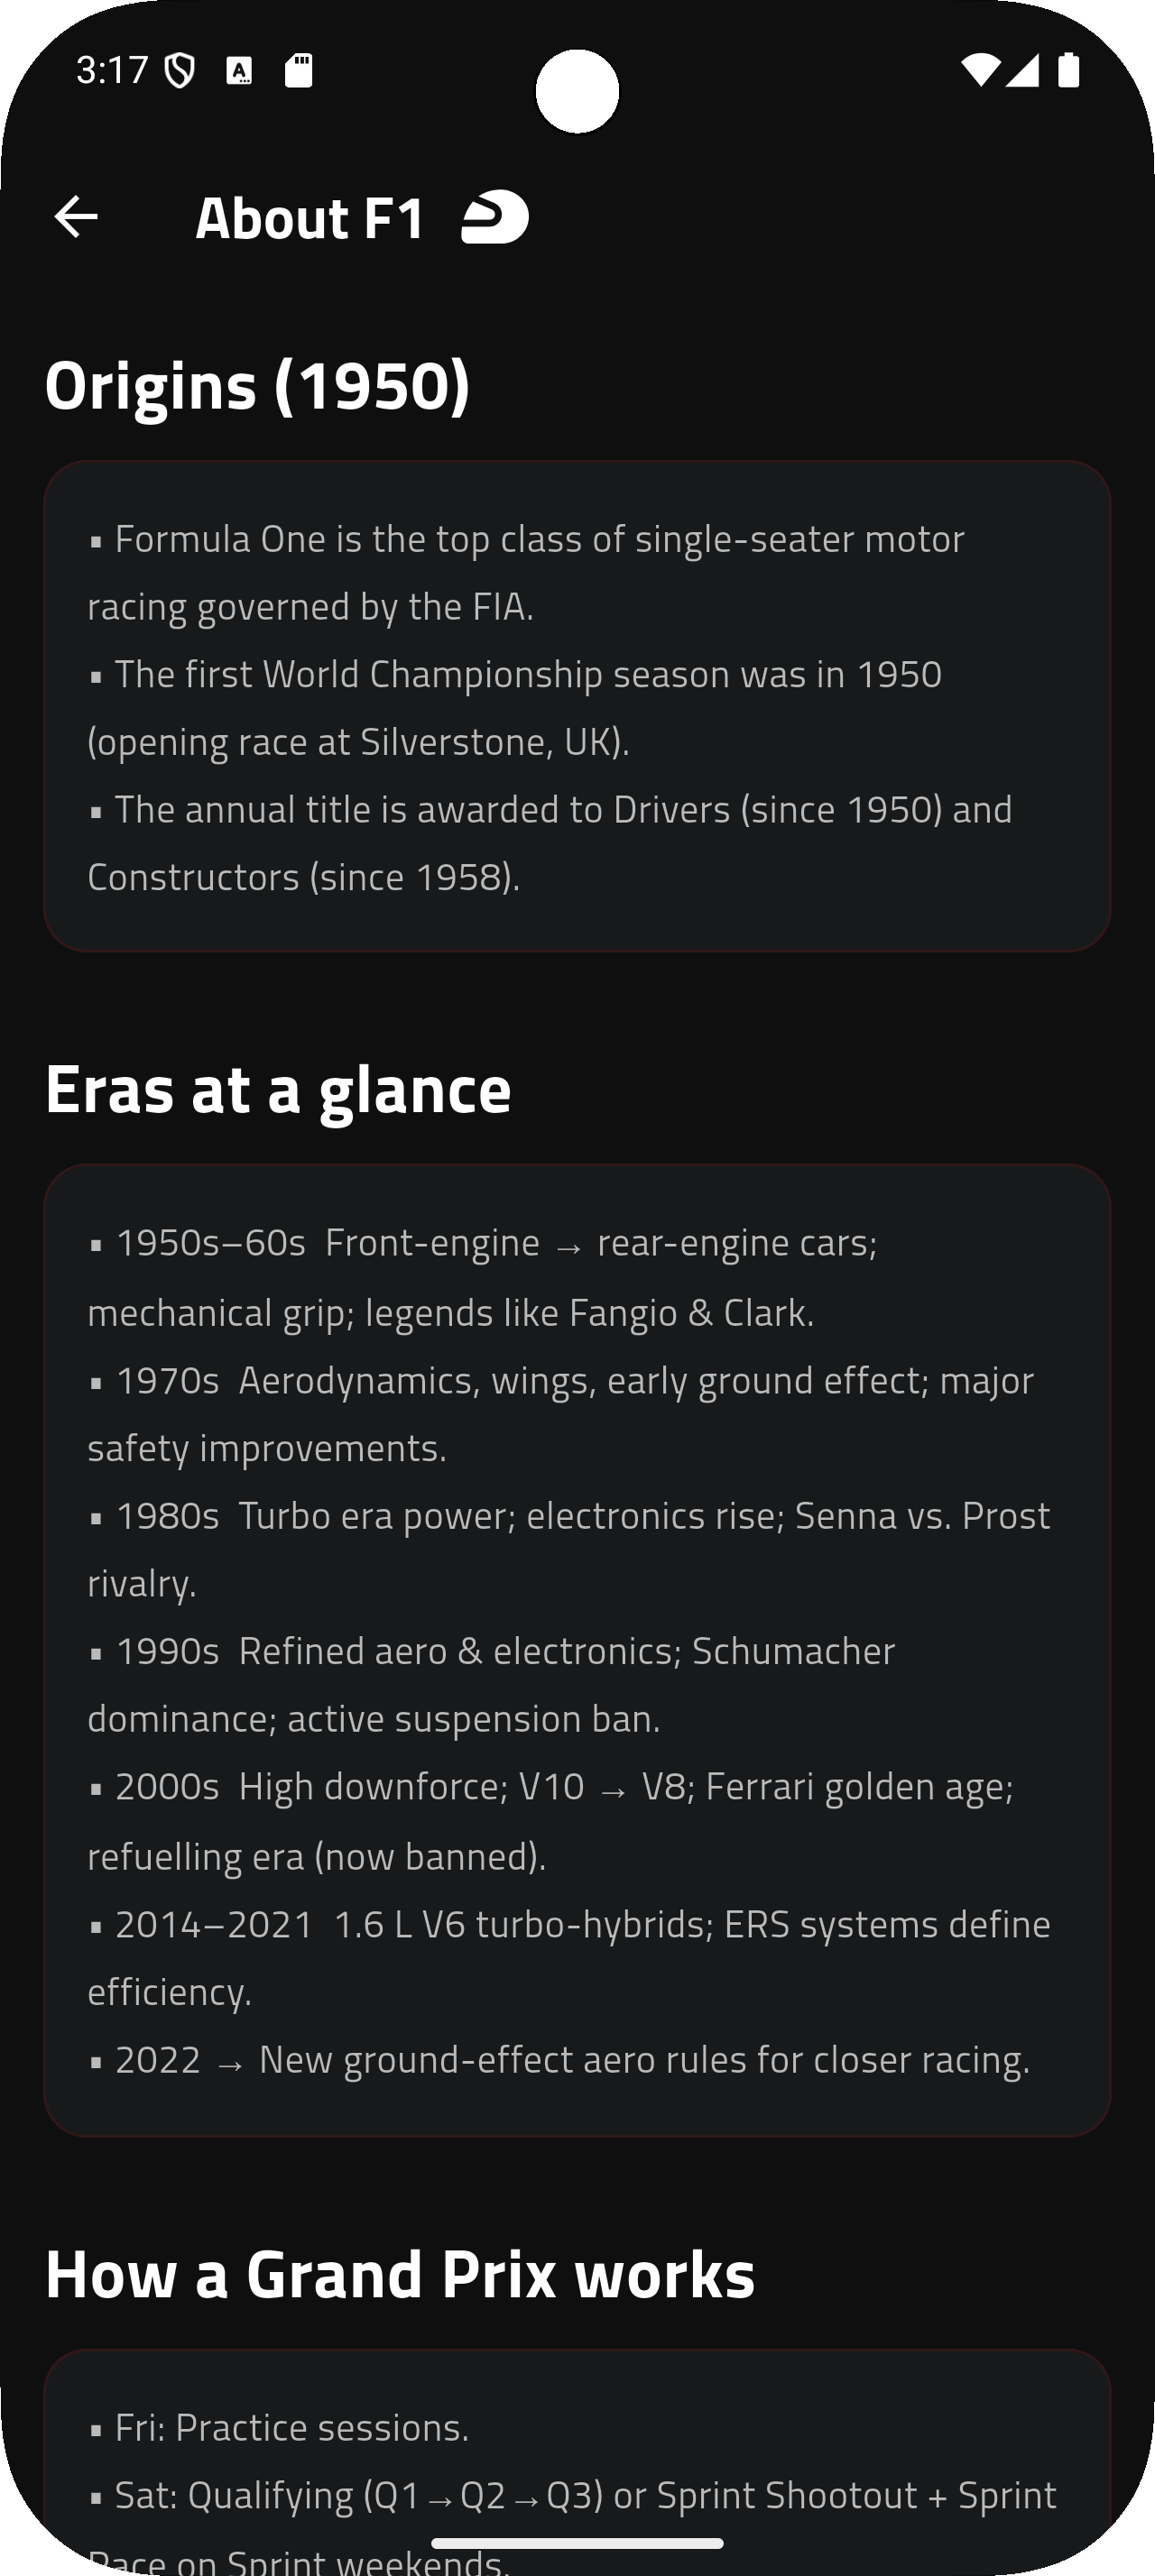 3:17
About F1
Origins (1950)
▪ Formula One is the top class of single-seater motor
racing governed by the FIA.
▪ The first World Championship season was in 1950
(opening race at Silverstone, UK).
▪ The annual title is awarded to Drivers (since 1950) and
Constructors (since 1958).
Eras at a glance
▪ 1950s–60s  Front-engine → rear-engine cars;
mechanical grip; legends like Fangio & Clark.
▪ 1970s  Aerodynamics, wings, early ground effect; major
safety improvements.
▪ 1980s  Turbo era power; electronics rise; Senna vs. Prost
rivalry.
▪ 1990s  Refined aero & electronics; Schumacher
dominance; active suspension ban.
▪ 2000s  High downforce; V10 → V8; Ferrari golden age;
refuelling era (now banned).
▪ 2014–2021  1.6 L V6 turbo-hybrids; ERS systems define
efficiency.
▪ 2022 → New ground-effect aero rules for closer racing.
How a Grand Prix works
▪ Fri: Practice sessions.
▪ Sat: Qualifying (Q1→Q2→Q3) or Sprint Shootout + Sprint
Race on Sprint weekends.